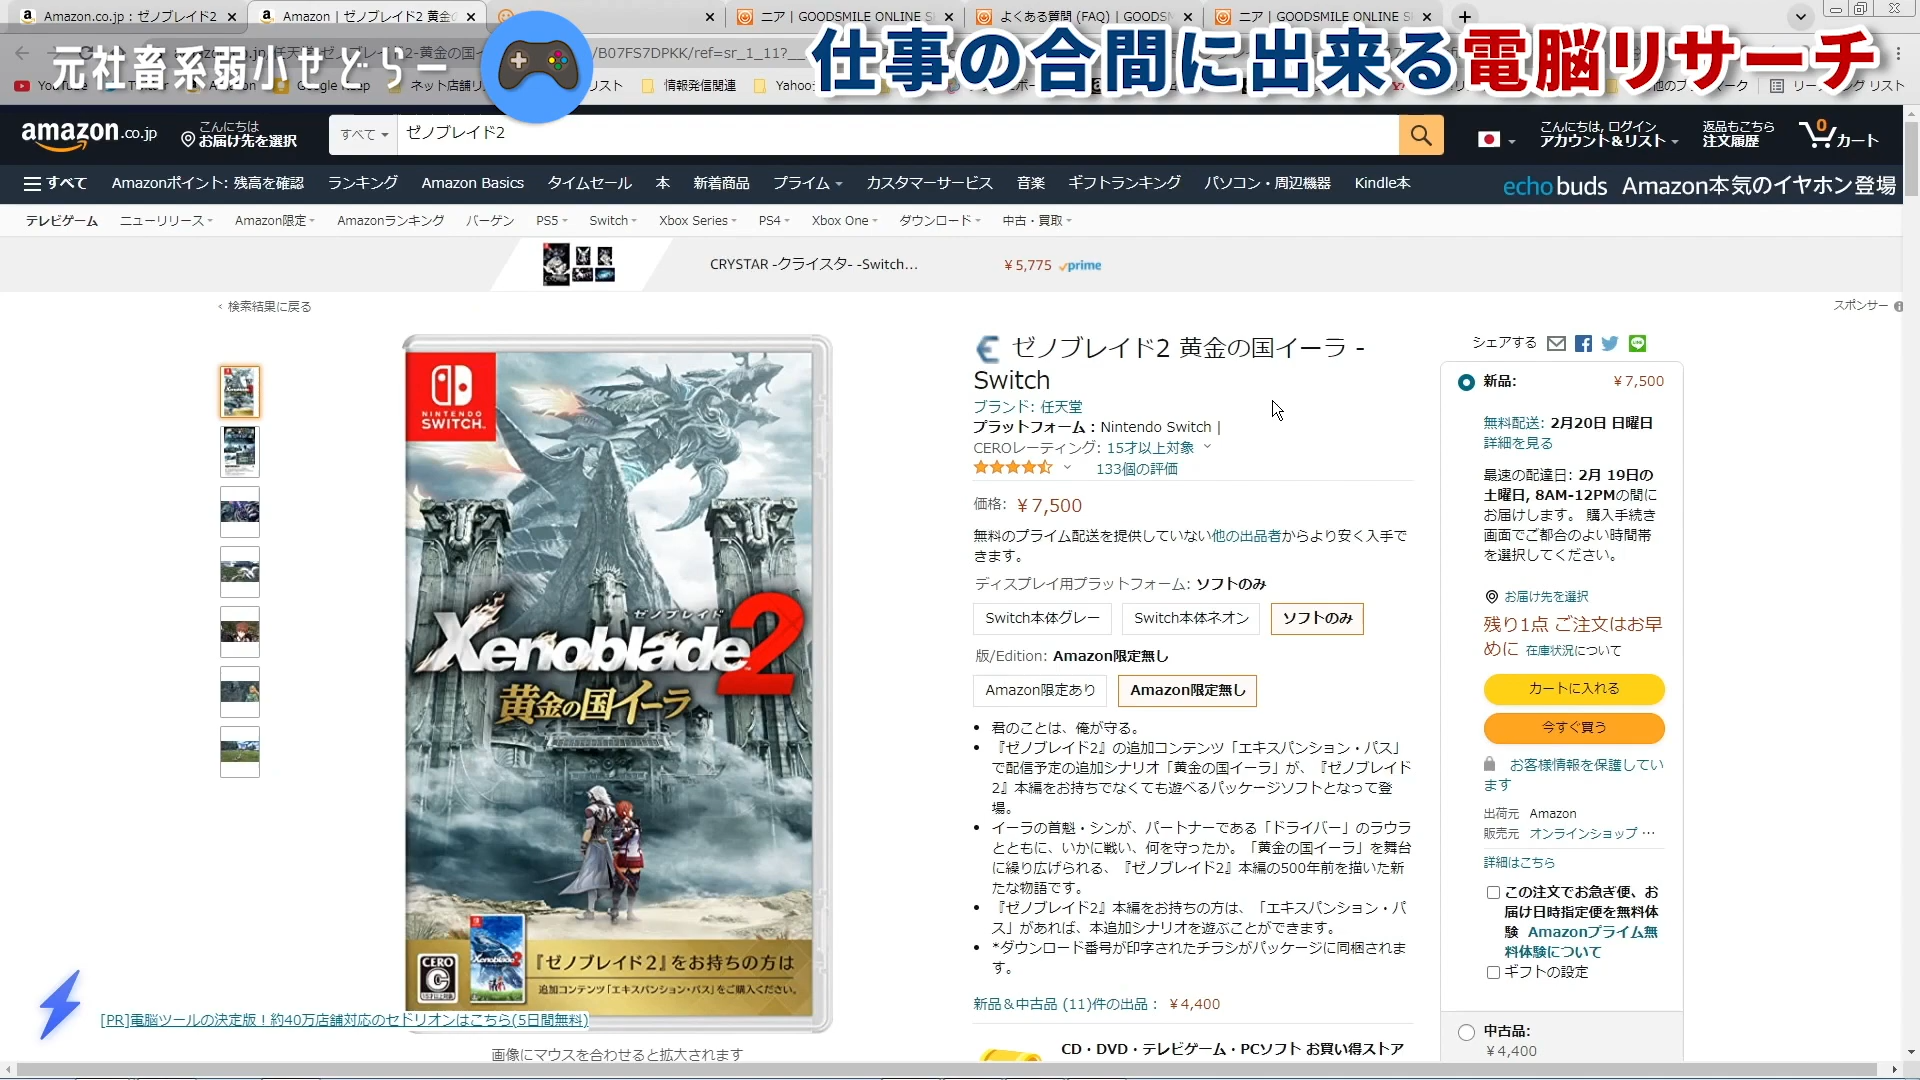 Amazon.co.jp : ゼノブレイド2
Amazon | ゼノブレイド2 黄金の
ニア | GOODSMILE ONLINE S
よくある質問 (FAQ) | GOODSM
ニア | GOODSMILE ONLINE S
元社畜系弱小せどらー
仕事の合間に出来る電脳リサーチ
/B07FS7DPKK/ref=sr_1_11?
YouTube
Google Keep
情報発信関連
リーディング リスト
amazon.co.jp
こんにちは
お届け先を選択
すべて
ゼノブレイド2
こんにちは, ログイン
アカウント&リスト
返品もこちら
注文履歴
0
カート
すべて
Amazonポイント: 残高を確認
ランキング
Amazon Basics
タイムセール
本
新着商品
プライム
カスタマーサービス
音楽
ギフトランキング
パソコン・周辺機器
Kindle本
echo buds Amazon本気のイヤホン登場
テレビゲーム
ニューリリース
Amazon限定
Amazonランキング
バーゲン
PS5
Switch
Xbox Series
PS4
Xbox One
ダウンロード
中古・買取
CRYSTAR -クライスタ- -Switch...
￥5,775 prime
‹ 検索結果に戻る
スポンサー
NINTENDO
SWITCH
ゼノブレイド
Xenoblade2
黄金の国イーラ
CERO
C
『ゼノブレイド2』をお持ちの方は
追加コンテンツ「エキスパンション・パス」をご購入ください。
画像にマウスを合わせると拡大されます
[PR]電脳ツールの決定版！約40万店舗対応のセドリオンはこちら(5日間無料)
ゼノブレイド2 黄金の国イーラ -
Switch
ブランド: 任天堂
プラットフォーム : Nintendo Switch |
CEROレーティング: 15才以上対象
133個の評価
価格: ￥7,500
無料のプライム配送を提供していない他の出品者からより安く入手で
きます。
ディスプレイ用プラットフォーム: ソフトのみ
Switch本体グレー
Switch本体ネオン
ソフトのみ
版/Edition: Amazon限定無し
Amazon限定あり
Amazon限定無し
• 君のことは、俺が守る。
• 『ゼノブレイド2』の追加コンテンツ「エキスパンション・パス」
で配信予定の追加シナリオ「黄金の国イーラ」が、『ゼノブレイド
2』本編をお持ちでなくても遊べるパッケージソフトとなって登
場。
• イーラの首魁・シンが、パートナーである「ドライバー」のラウラ
とともに、いかに戦い、何を守ったか。「黄金の国イーラ」を舞台
に繰り広げられる、『ゼノブレイド2』本編の500年前を描いた新
たな物語です。
• 『ゼノブレイド2』本編をお持ちの方は、「エキスパンション・パ
ス」があれば、本追加シナリオを遊ぶことができます。
• *ダウンロード番号が印字されたチラシがパッケージに同梱されま
す。
新品＆中古品 (11)件の出品： ￥4,400
CD・DVD・テレビゲーム・PCソフト お買い得ストア
シェアする
新品: ￥7,500
無料配送: 2月20日 日曜日
詳細を見る
最速の配達日: 2月 19日の
土曜日, 8AM-12PMの間に
お届けします。 購入手続き
画面でご都合のよい時間帯
を選択してください。
お届け先を選択
残り1点 ご注文はお早
めに 在庫状況について
カートに入れる
今すぐ買う
お客様情報を保護してい
ます
出荷元 Amazon
販売元 オンラインショップ …
詳細はこちら
この注文でお急ぎ便、お
届け日時指定便を無料体
験 Amazonプライム無
料体験について
ギフトの設定
中古品:
￥4,400